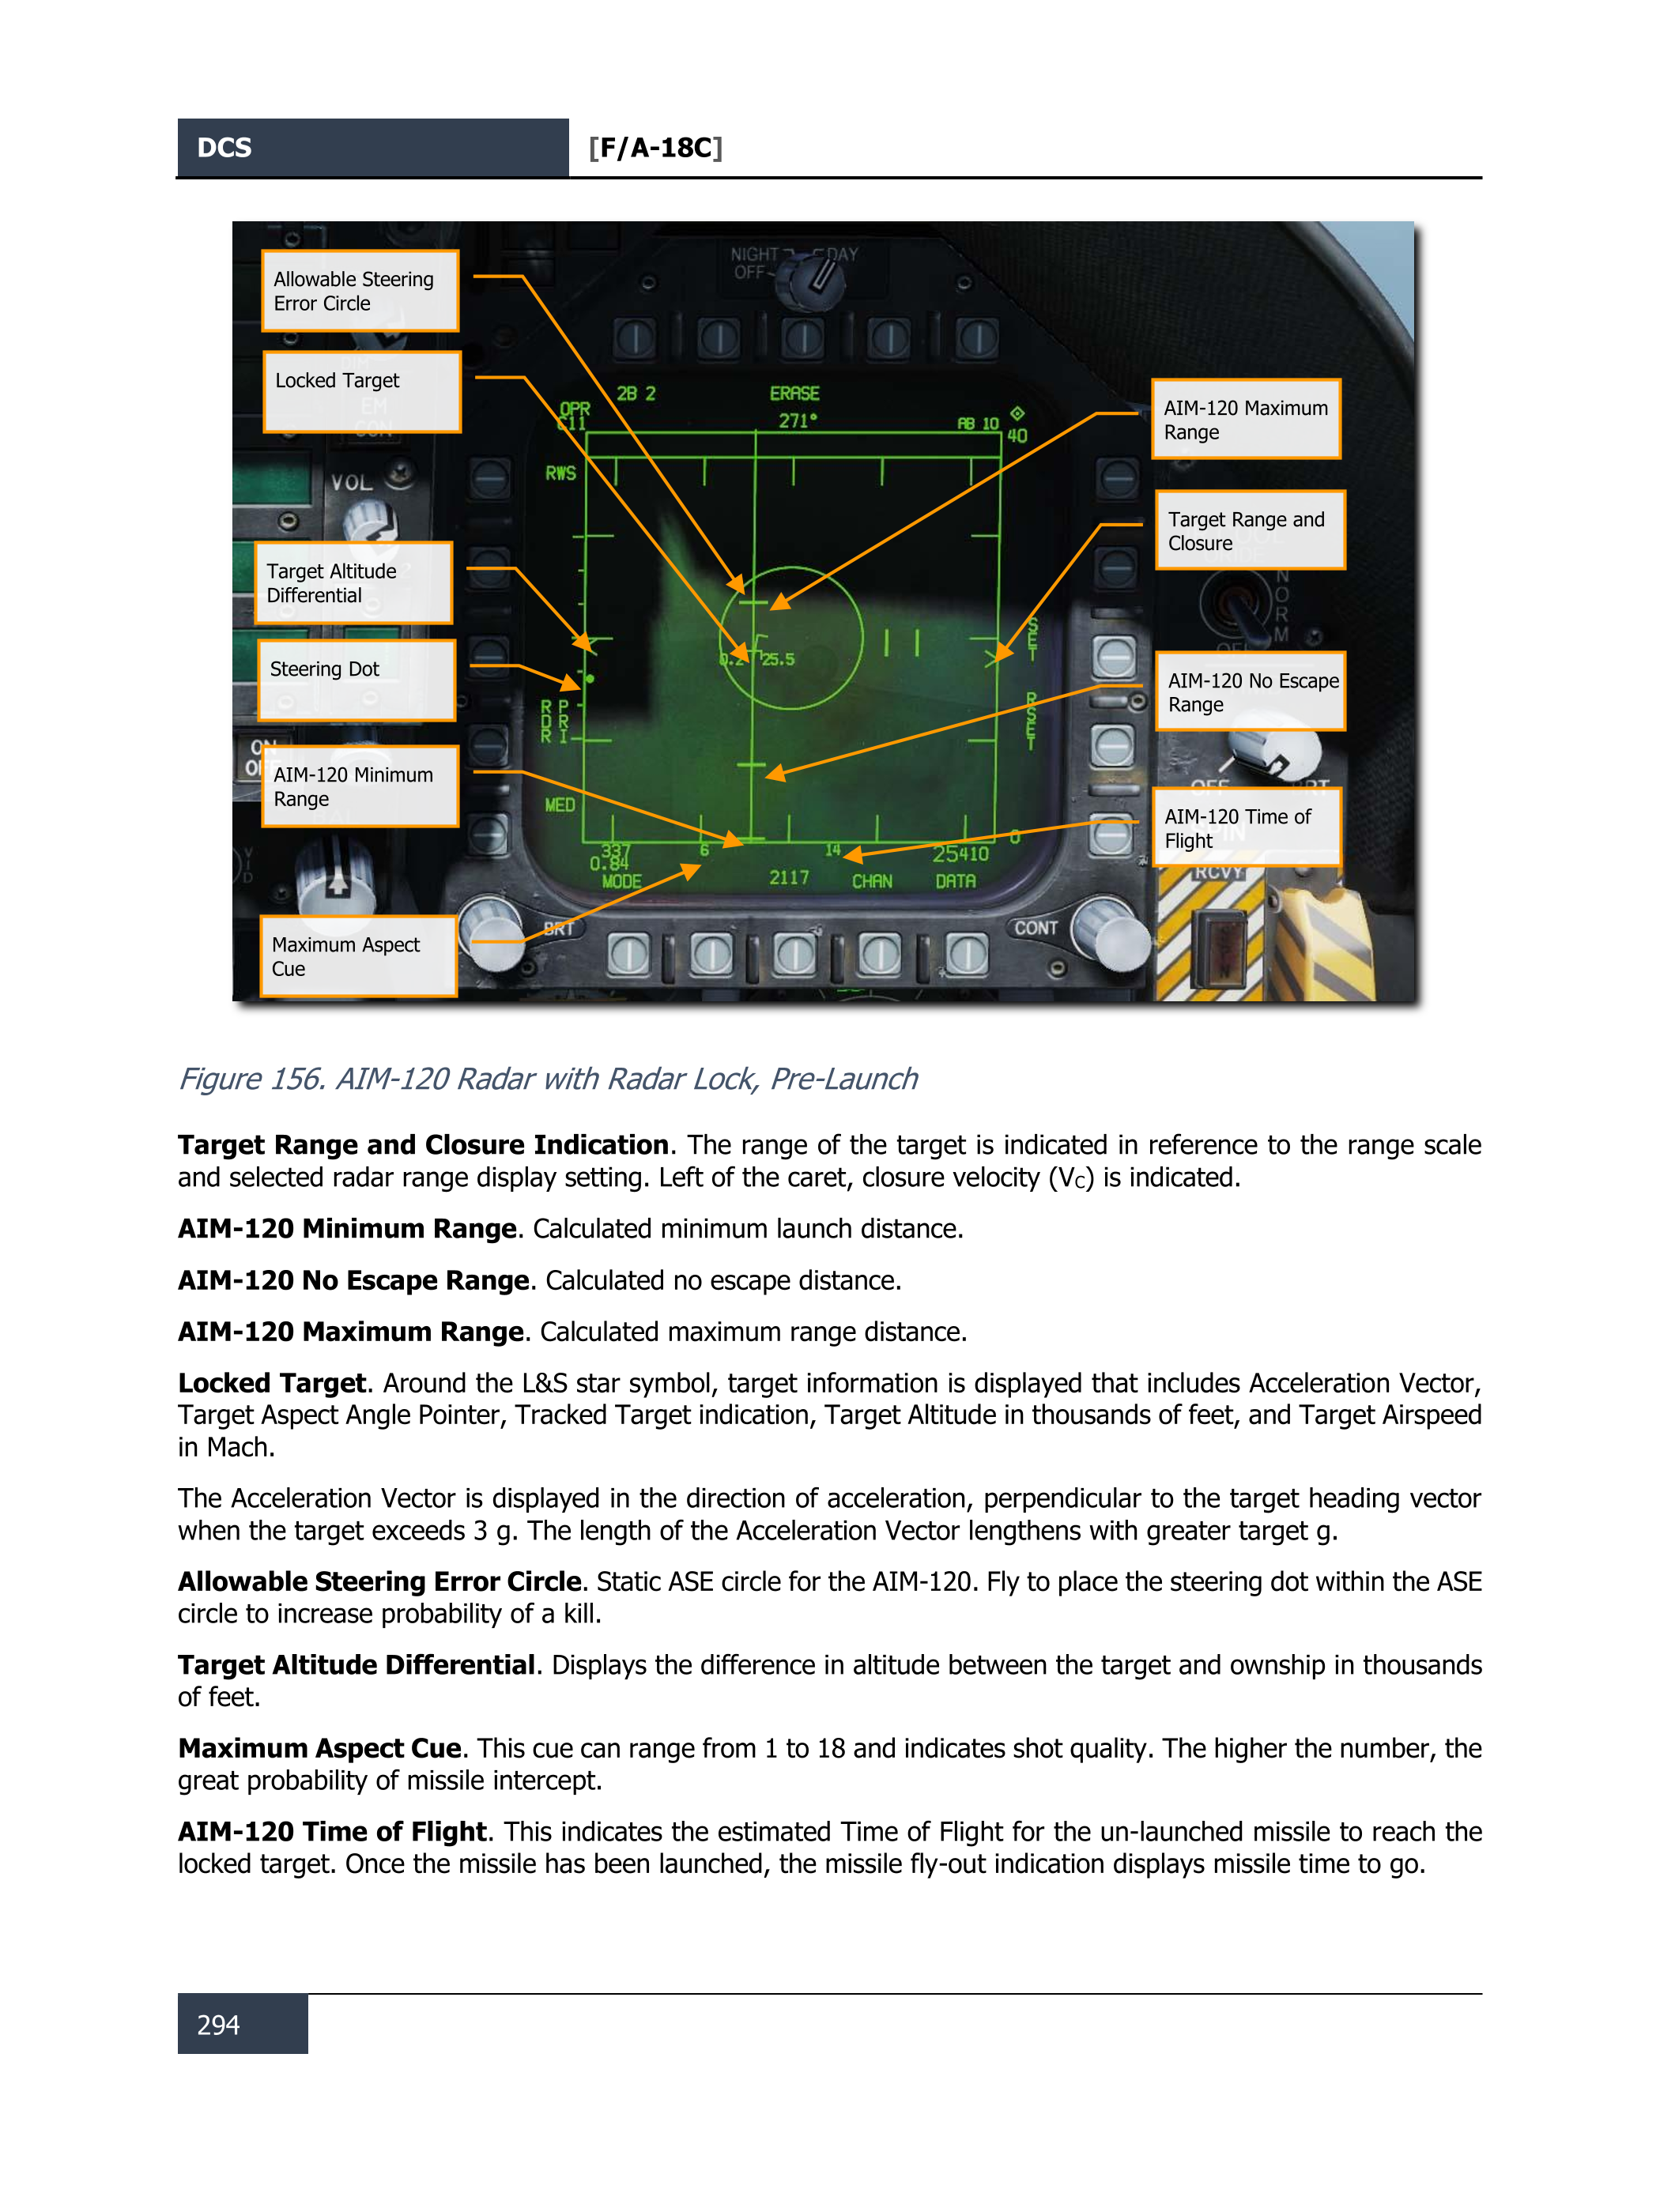 DCS [F/A-18C]
Allowable Steering
Error Circle
Locked Target
Target Altitude
Differential
Steering Dot
AIM-120 Minimum
Range
Maximum Aspect
Cue
AIM-120 Maximum
Range
Target Range and
Closure
AIM-120 No Escape
Range
AIM-120 Time of
Flight
NIGHT DAY
OFF
2B 2 ERASE
OPR 271° AB 10 40
RWS
VOL
EM
CON
SET
RSET
RDR PRI
MED
337 6 14 25410 0
0.84
MODE 2117 CHAN DATA
25.5
BRT CONT
NORM
OFF
RCVY
Figure 156. AIM-120 Radar with Radar Lock, Pre-Launch
Target Range and Closure Indication. The range of the target is indicated in reference to the range scale
and selected radar range display setting. Left of the caret, closure velocity (VC) is indicated.
AIM-120 Minimum Range. Calculated minimum launch distance.
AIM-120 No Escape Range. Calculated no escape distance.
AIM-120 Maximum Range. Calculated maximum range distance.
Locked Target. Around the L&S star symbol, target information is displayed that includes Acceleration Vector,
Target Aspect Angle Pointer, Tracked Target indication, Target Altitude in thousands of feet, and Target Airspeed
in Mach.
The Acceleration Vector is displayed in the direction of acceleration, perpendicular to the target heading vector
when the target exceeds 3 g. The length of the Acceleration Vector lengthens with greater target g.
Allowable Steering Error Circle. Static ASE circle for the AIM-120. Fly to place the steering dot within the ASE
circle to increase probability of a kill.
Target Altitude Differential. Displays the difference in altitude between the target and ownship in thousands
of feet.
Maximum Aspect Cue. This cue can range from 1 to 18 and indicates shot quality. The higher the number, the
great probability of missile intercept.
AIM-120 Time of Flight. This indicates the estimated Time of Flight for the un-launched missile to reach the
locked target. Once the missile has been launched, the missile fly-out indication displays missile time to go.
294